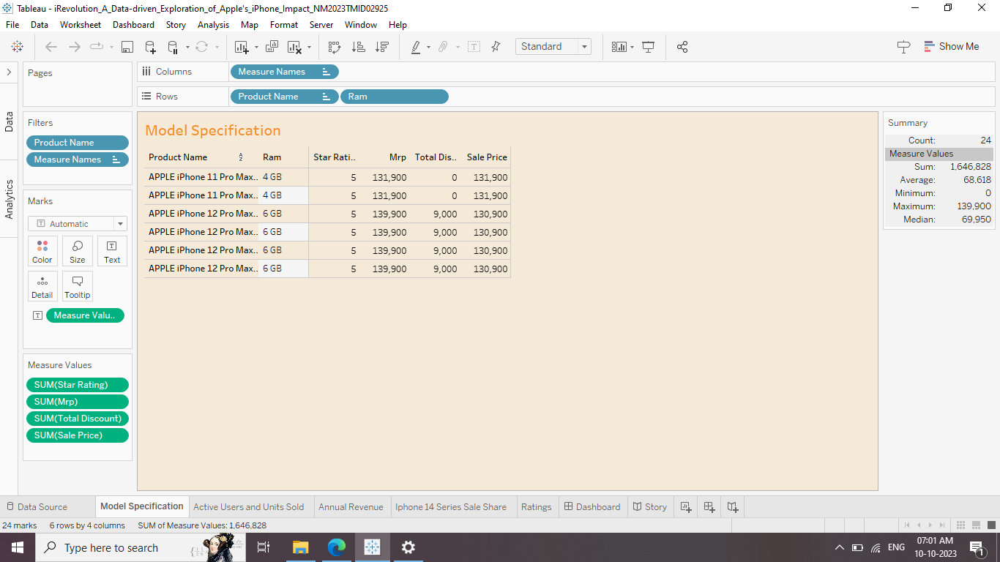 Tableau - iRevolution_A_Data-driven_Exploration_of_Apple's_iPhone_Impact_NM2023TMID02925
File Data Worksheet Dashboard Story Analysis Map Format Server Window Help
Standard
Show Me
Pages
Columns
Measure Names
Rows
Product Name
Ram
Data
Analytics
Filters
Product Name
Measure Names
Marks
Automatic
Color Size Text
Detail Tooltip
Measure Valu..
Measure Values
SUM(Star Rating)
SUM(Mrp)
SUM(Total Discount)
SUM(Sale Price)
Model Specification
Product Name Ram Star Rati.. Mrp Total Dis.. Sale Price
APPLE iPhone 11 Pro Max.. 4 GB 5 131,900 0 131,900
APPLE iPhone 11 Pro Max.. 4 GB 5 131,900 0 131,900
APPLE iPhone 12 Pro Max.. 6 GB 5 139,900 9,000 130,900
APPLE iPhone 12 Pro Max.. 6 GB 5 139,900 9,000 130,900
APPLE iPhone 12 Pro Max.. 6 GB 5 139,900 9,000 130,900
APPLE iPhone 12 Pro Max.. 6 GB 5 139,900 9,000 130,900
Summary
Count: 24
Measure Values
Sum: 1,646,828
Average: 68,618
Minimum: 0
Maximum: 139,900
Median: 69,950
Data Source Model Specification Active Users and Units Sold Annual Revenue Iphone 14 Series Sale Share Ratings Dashboard Story
24 marks 6 rows by 4 columns SUM of Measure Values: 1,646,828
Type here to search
ENG
07:01 AM
10-10-2023
1